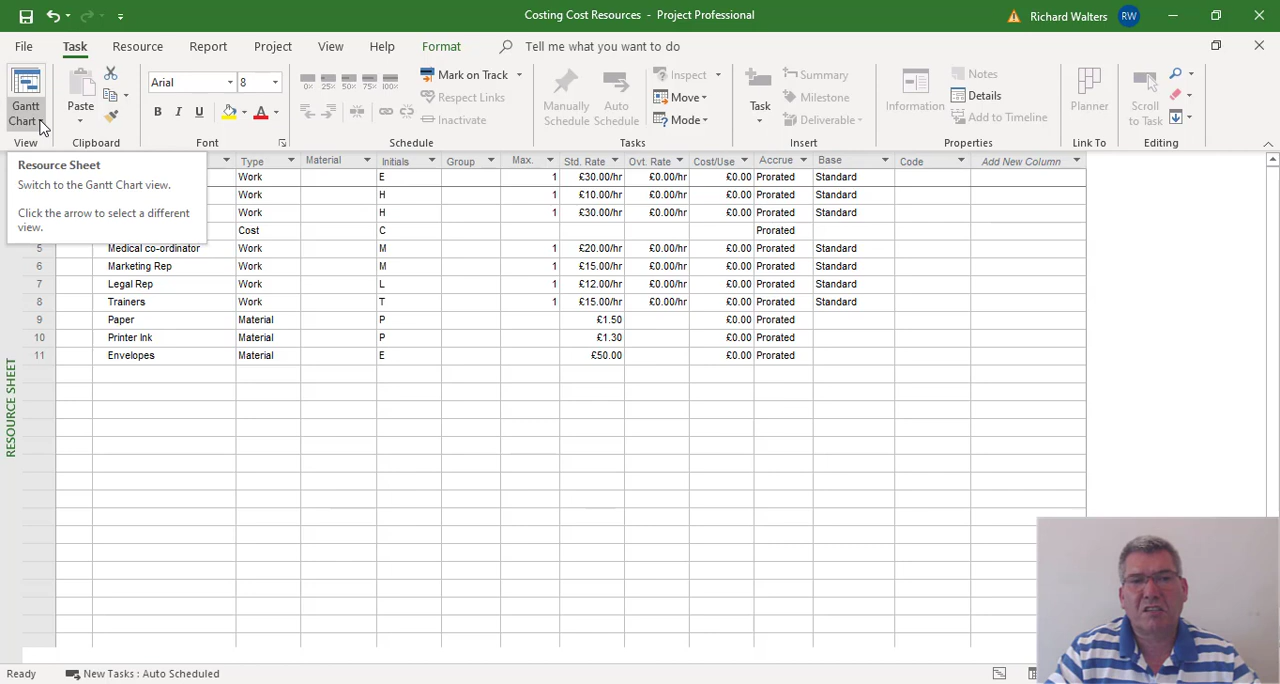 Costing Cost Resources - Project Professional
Richard Walters RW
File Task Resource Report Project View Help Format Tell me what you want to do
Gantt Chart
Paste
Arial 8
B I U
0% 25% 50% 75% 100%
Mark on Track
Respect Links
Inactivate
Manually Schedule
Auto Schedule
Inspect
Move
Mode
Task
Summary
Milestone
Deliverable
Information
Notes
Details
Add to Timeline
Planner
Scroll to Task
View Clipboard Font Schedule Tasks Insert Properties Link To Editing
Resource Sheet
Switch to the Gantt Chart view.
Click the arrow to select a different
view.
Type Material Initials Group Max. Std. Rate Ovt. Rate Cost/Use Accrue Base Code Add New Column
Work E 1 £30.00/hr £0.00/hr £0.00 Prorated Standard
Work H 1 £10.00/hr £0.00/hr £0.00 Prorated Standard
Work H 1 £30.00/hr £0.00/hr £0.00 Prorated Standard
Cost C Prorated
5 Medical co-ordinator Work M 1 £20.00/hr £0.00/hr £0.00 Prorated Standard
6 Marketing Rep Work M 1 £15.00/hr £0.00/hr £0.00 Prorated Standard
7 Legal Rep Work L 1 £12.00/hr £0.00/hr £0.00 Prorated Standard
8 Trainers Work T 1 £15.00/hr £0.00/hr £0.00 Prorated Standard
9 Paper Material P £1.50 £0.00 Prorated
10 Printer Ink Material P £1.30 £0.00 Prorated
11 Envelopes Material E £50.00 £0.00 Prorated
RESOURCE SHEET
Ready New Tasks : Auto Scheduled